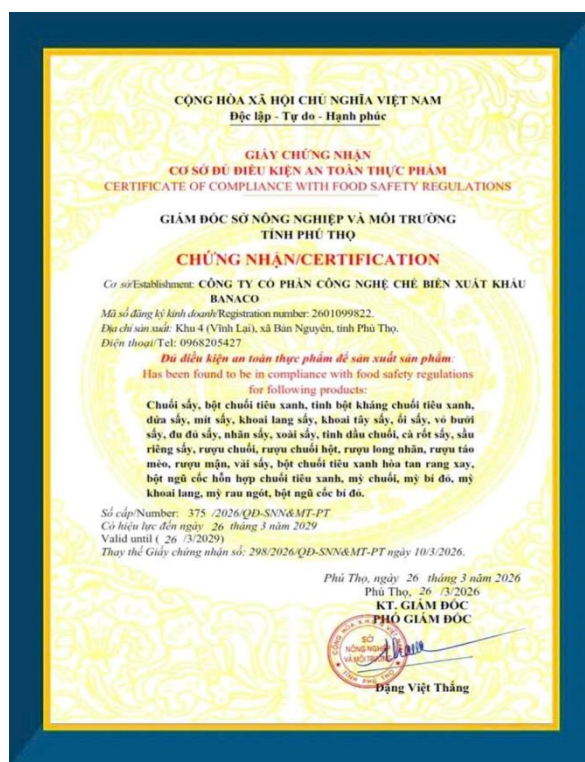 CỘNG HÒA XÃ HỘI CHỦ NGHĨA VIỆT NAM
Độc lập - Tự do - Hạnh phúc
GIẤY CHỨNG NHẬN
CƠ SỞ ĐỦ ĐIỀU KIỆN AN TOÀN THỰC PHẨM
CERTIFICATE OF COMPLIANCE WITH FOOD SAFETY REGULATIONS
GIÁM ĐỐC SỞ NÔNG NGHIỆP VÀ MÔI TRƯỜNG
TỈNH PHÚ THỌ
CHỨNG NHẬN/CERTIFICATION
Cơ sở/Establishment: CÔNG TY CỔ PHẦN CÔNG NGHỆ CHẾ BIẾN XUẤT KHẨU
BANACO
Mã số đăng ký kinh doanh/Registration number: 2601099822.
Địa chỉ sản xuất: Khu 4 (Vĩnh Lại), xã Bản Nguyên, tỉnh Phú Thọ.
Điện thoại/Tel: 0968205427
Đủ điều kiện an toàn thực phẩm để sản xuất sản phẩm:
Has been found to be in compliance with food safety regulations
for following products:
Chuối sấy, bột chuối tiêu xanh, tinh bột kháng chuối tiêu xanh,
dứa sấy, mít sấy, khoai lang sấy, khoai tây sấy, ổi sấy, vỏ bưởi
sấy, đu đủ sấy, nhãn sấy, xoài sấy, tinh dầu chuối, cà rốt sấy, sầu
riêng sấy, rượu chuối, rượu chuối hột, rượu long nhãn, rượu táo
mèo, rượu mận, vải sấy, bột chuối tiêu xanh hòa tan rang xay,
bột ngũ cốc hỗn hợp chuối tiêu xanh, mỳ chuối, mỳ bí đỏ, mỳ
khoai lang, mỳ rau ngót, bột ngũ cốc bí đỏ.
Số cấp/Number: 375 /2026/QĐ-SNN&MT-PT
Có hiệu lực đến ngày 26 tháng 3 năm 2029
Valid until ( 26 /3/2029)
Thay thế Giấy chứng nhận số: 298/2026/QĐ-SNN&MT-PT ngày 10/3/2026.
Phú Thọ, ngày 26 tháng 3 năm 2026
Phú Thọ, 26 /3/2026
KT. GIÁM ĐỐC
PHÓ GIÁM ĐỐC
SỞ
NÔNG NGHIỆP
VÀ MÔI TRƯỜNG
TỈNH PHÚ THỌ
Đặng Việt Thắng